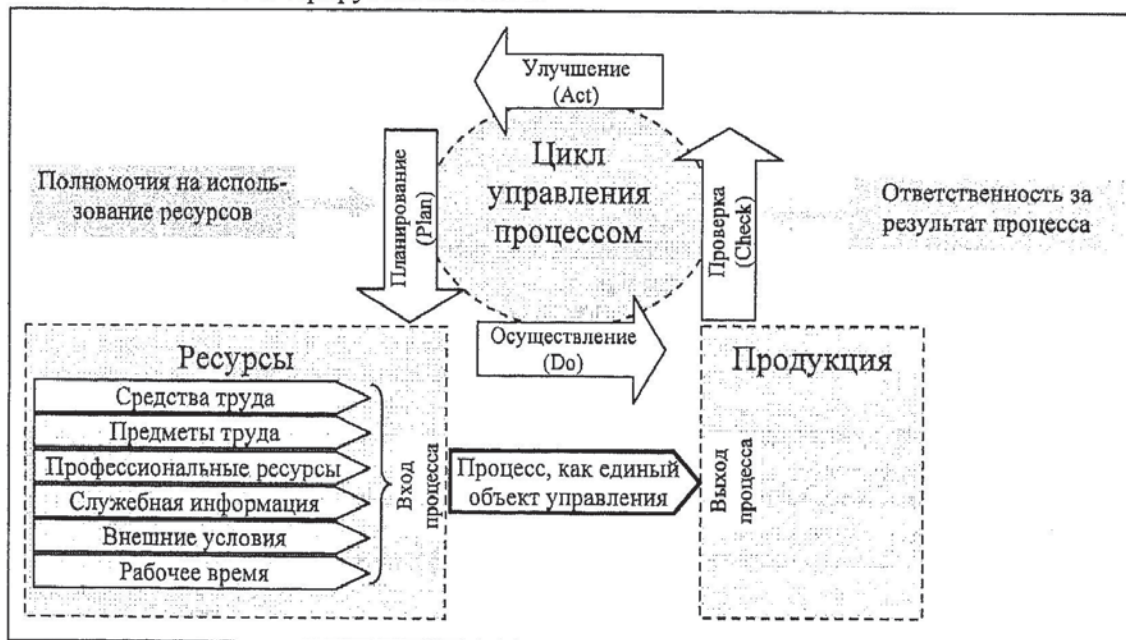 Улучшение
(Act)
Цикл
управления
процессом
Планирование
(Plan)
Проверка
(Check)
Полномочия на исполь-
зование ресурсов
Ответственность за
результат процесса
Осуществление
(Do)
Ресурсы
Средства труда
Предметы труда
Профессиональные ресурсы
Служебная информация
Внешние условия
Рабочее время
Вход
процесса
Процесс, как единый
объект управления
Продукция
Выход
процесса